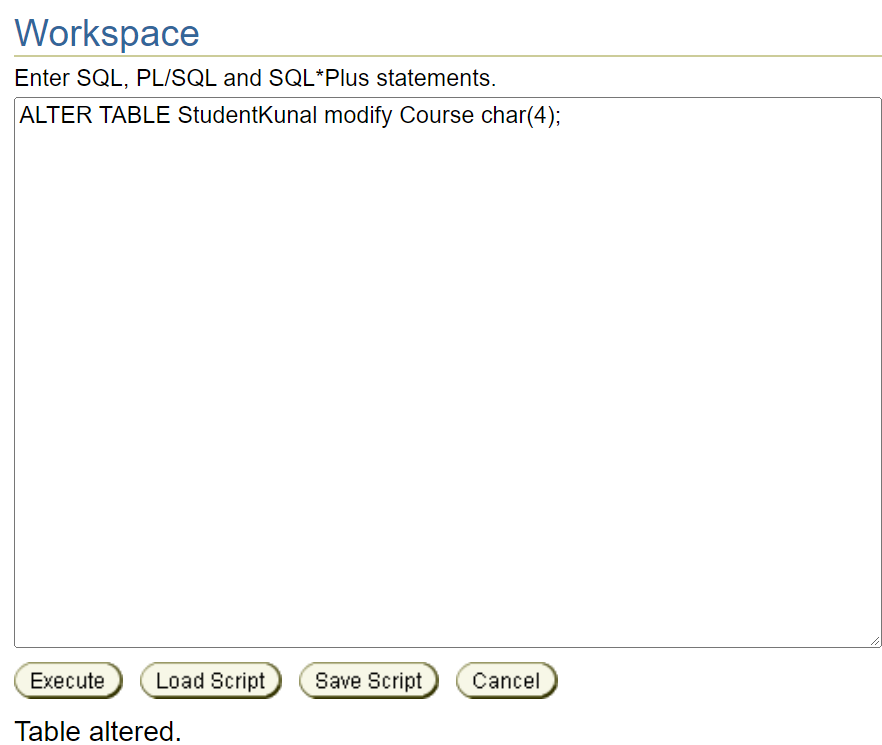 Workspace
Enter SQL, PL/SQL and SQL*Plus statements.
ALTER TABLE StudentKunal modify Course char(4);
Execute Load Script Save Script Cancel
Table altered.